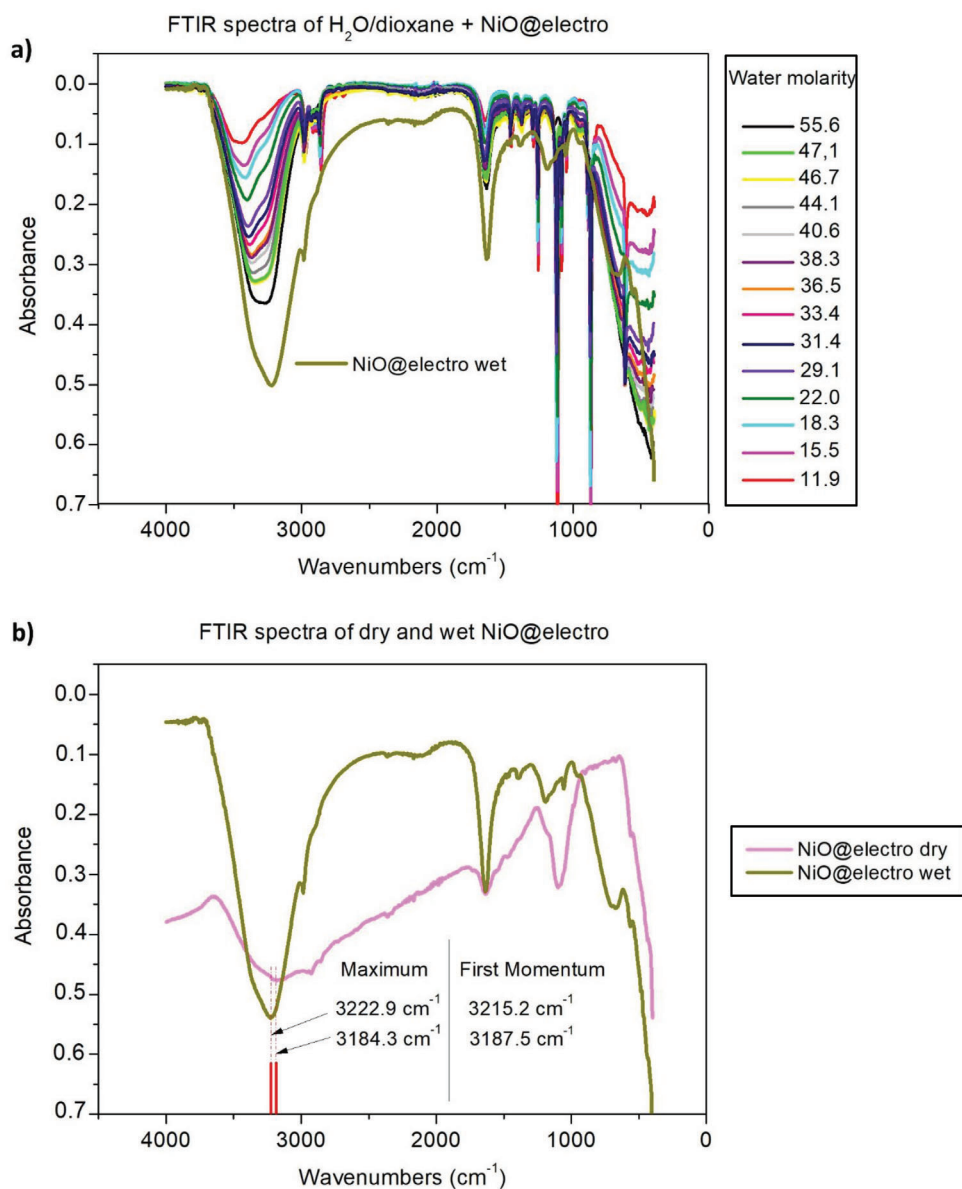 FTIR spectra of H₂O/dioxane + NiO@electro
a)
0.0
0.1
0.2
0.3
0.4
0.5
0.6
0.7
Absorbance
NiO@electro wet
4000 3000 2000 1000 0
Wavenumbers (cm⁻¹)
Water molarity
55.6
47,1
46.7
44.1
40.6
38.3
36.5
33.4
31.4
29.1
22.0
18.3
15.5
11.9
b)
FTIR spectra of dry and wet NiO@electro
0.0
0.1
0.2
0.3
0.4
0.5
0.6
0.7
Absorbance
Maximum First Momentum
3222.9 cm⁻¹ 3215.2 cm⁻¹
3184.3 cm⁻¹ 3187.5 cm⁻¹
4000 3000 2000 1000 0
Wavenumbers (cm⁻¹)
NiO@electro dry
NiO@electro wet